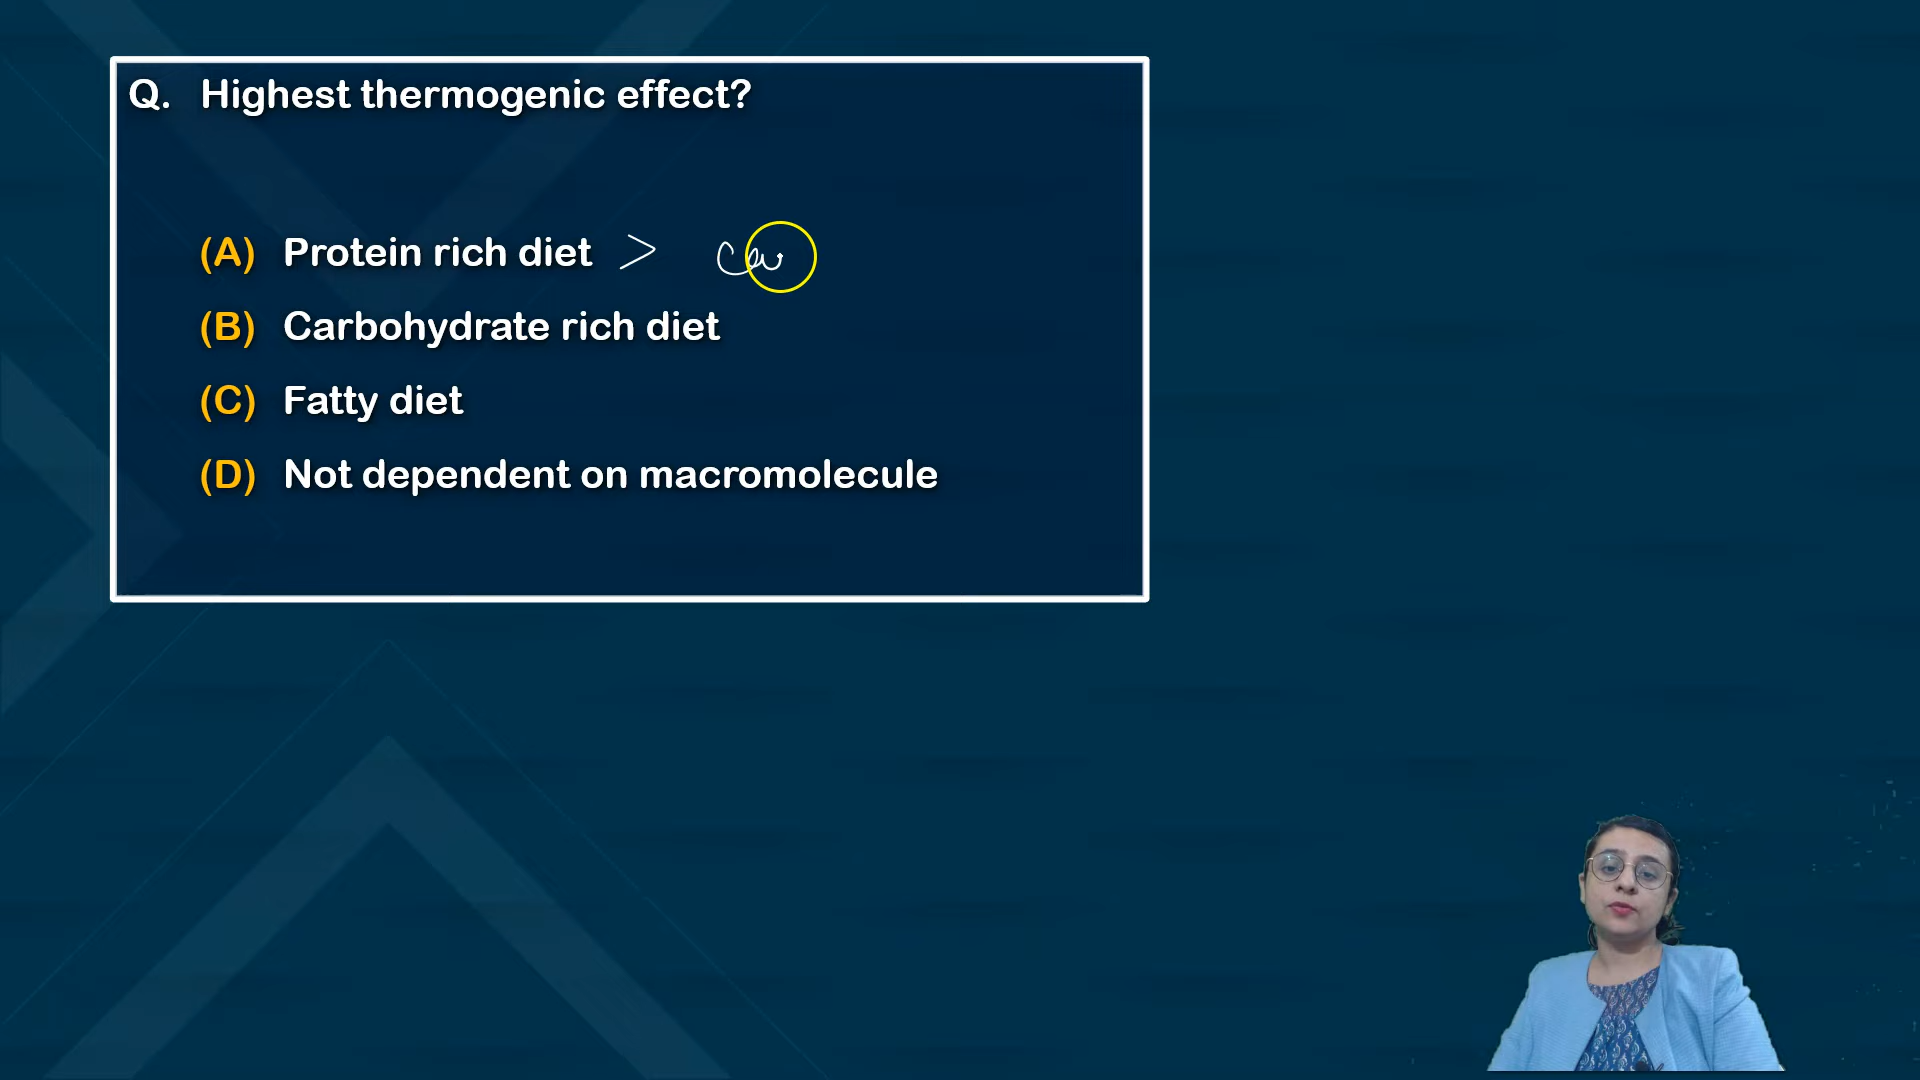 Q. Highest thermogenic effect?
(A) Protein rich diet >
(B) Carbohydrate rich diet
(C) Fatty diet
(D) Not dependent on macromolecule